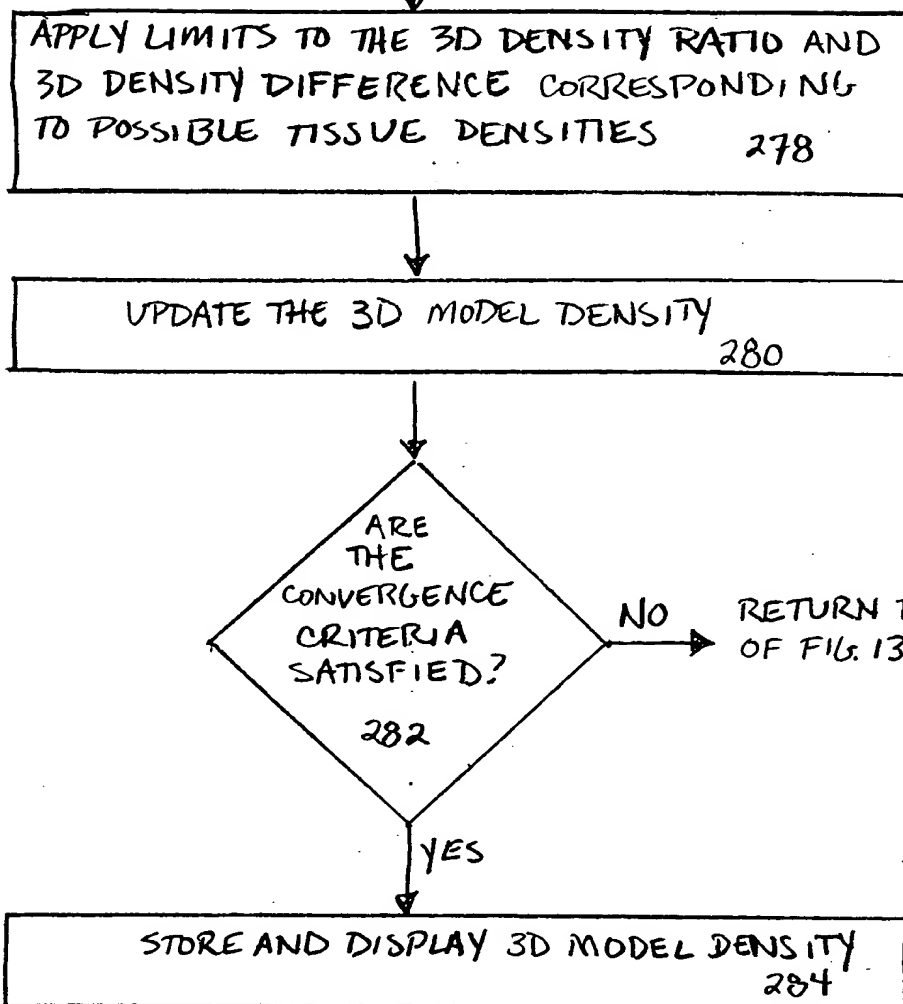 APPLY LIMITS TO THE 3D DENSITY RATIO AND
3D DENSITY DIFFERENCE CORRESPONDING
TO POSSIBLE TISSUE DENSITIES 278
UPDATE THE 3D MODEL DENSITY
280
ARE
THE
CONVERGENCE
CRITERIA
SATISFIED?
282
NO
RETURN
OF FIG. 13
YES
STORE AND DISPLAY 3D MODEL DENSITY
284